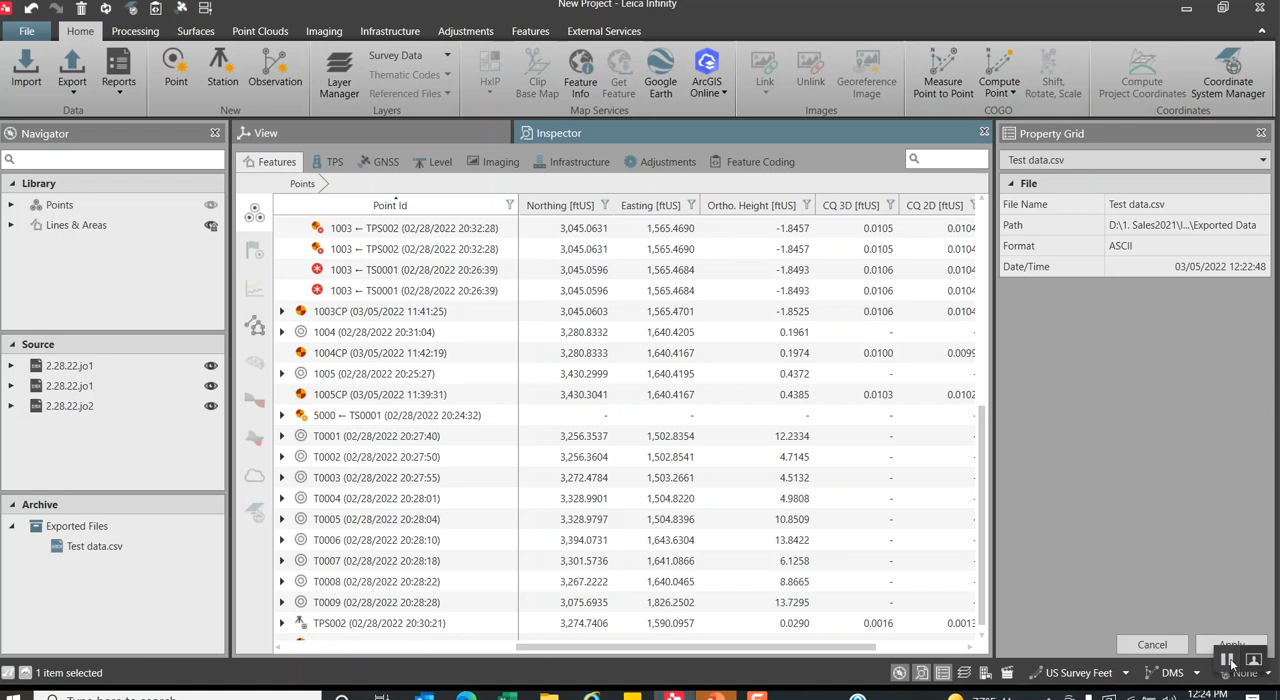 New Project - Leica Infinity
File Home Processing Surfaces Point Clouds Imaging Infrastructure Adjustments Features External Services
Import Export Reports Point Station Observation Layer Manager Survey Data Thematic Codes Referenced Files HxIP Clip Base Map Feature Info Get Feature Google Earth ArcGIS Online Link Unlink Georeference Image Measure Point to Point Compute Point Shift, Rotate, Scale Compute Project Coordinates Coordinate System Manager
Data New Layers Map Services Images COGO Coordinates
Navigator
Library
Points
Lines & Areas
Source
2.28.22.jo1
2.28.22.jo1
2.28.22.jo2
Archive
Exported Files
Test data.csv
View Inspector
Features TPS GNSS Level Imaging Infrastructure Adjustments Feature Coding
Points
Point Id Northing [ftUS] Easting [ftUS] Ortho. Height [ftUS] CQ 3D [ftUS] CQ 2D [ftUS]
1003 ← TPS002 (02/28/2022 20:32:28) 3,045.0631 1,565.4690 -1.8457 0.0105 0.0104
1003 ← TPS002 (02/28/2022 20:32:28) 3,045.0631 1,565.4690 -1.8457 0.0105 0.0104
1003 ← TS0001 (02/28/2022 20:26:39) 3,045.0596 1,565.4684 -1.8493 0.0106 0.0104
1003 ← TS0001 (02/28/2022 20:26:39) 3,045.0596 1,565.4684 -1.8493 0.0106 0.0104
1003CP (03/05/2022 11:41:25) 3,045.0603 1,565.4701 -1.8525 0.0106 0.0104
1004 (02/28/2022 20:31:04) 3,280.8332 1,640.4205 0.1961 - -
1004CP (03/05/2022 11:42:19) 3,280.8333 1,640.4167 0.1974 0.0100 0.0099
1005 (02/28/2022 20:25:27) 3,430.2999 1,640.4195 0.4372 - -
1005CP (03/05/2022 11:39:31) 3,430.3041 1,640.4167 0.4385 0.0103 0.0102
5000 ← TS0001 (02/28/2022 20:24:32) - - - - -
T0001 (02/28/2022 20:27:40) 3,256.3537 1,502.8354 12.2334 - -
T0002 (02/28/2022 20:27:50) 3,256.3604 1,502.8541 4.7145 - -
T0003 (02/28/2022 20:27:55) 3,272.4784 1,503.2661 4.5132 - -
T0004 (02/28/2022 20:28:01) 3,328.9901 1,504.8220 4.9808 - -
T0005 (02/28/2022 20:28:04) 3,328.9797 1,504.8396 10.8509 - -
T0006 (02/28/2022 20:28:10) 3,394.0731 1,643.6304 13.8422 - -
T0007 (02/28/2022 20:28:18) 3,301.5736 1,641.0866 6.1258 - -
T0008 (02/28/2022 20:28:22) 3,267.2222 1,640.0465 8.8665 - -
T0009 (02/28/2022 20:28:28) 3,075.6935 1,826.2502 13.7295 - -
TPS002 (02/28/2022 20:30:21) 3,274.7406 1,590.0957 0.0290 0.0016 0.0013
Property Grid
Test data.csv
File
File Name Test data.csv
Path D:\1. Sales2021\I...\Exported Data
Format ASCII
Date/Time 03/05/2022 12:22:48
Cancel Apply
1 item selected US Survey Feet DMS None
Type here to search 12:24 PM